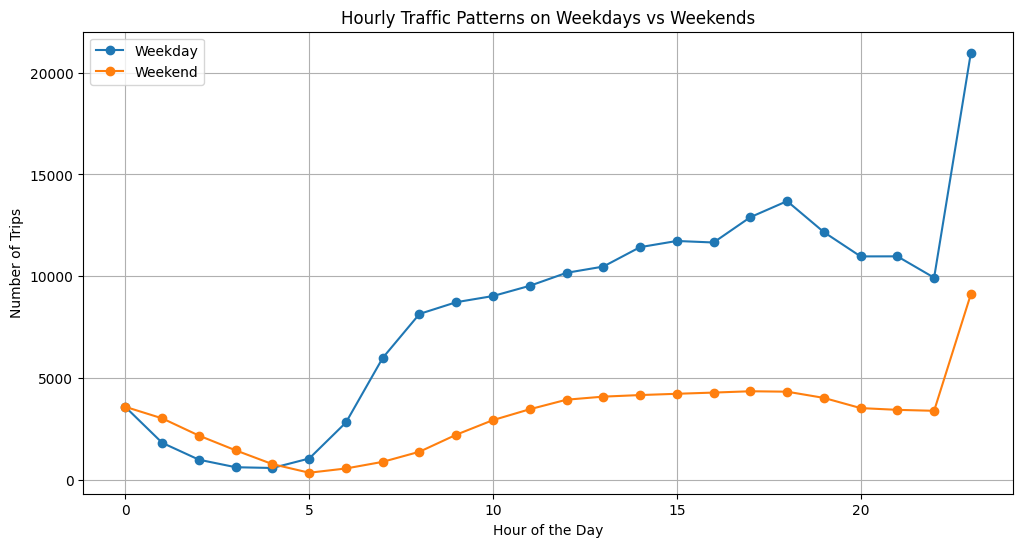 Hourly Traffic Patterns on Weekdays vs Weekends
Weekday
Weekend
Number of Trips
20000
15000
10000
5000
0
0 5 10 15 20
Hour of the Day